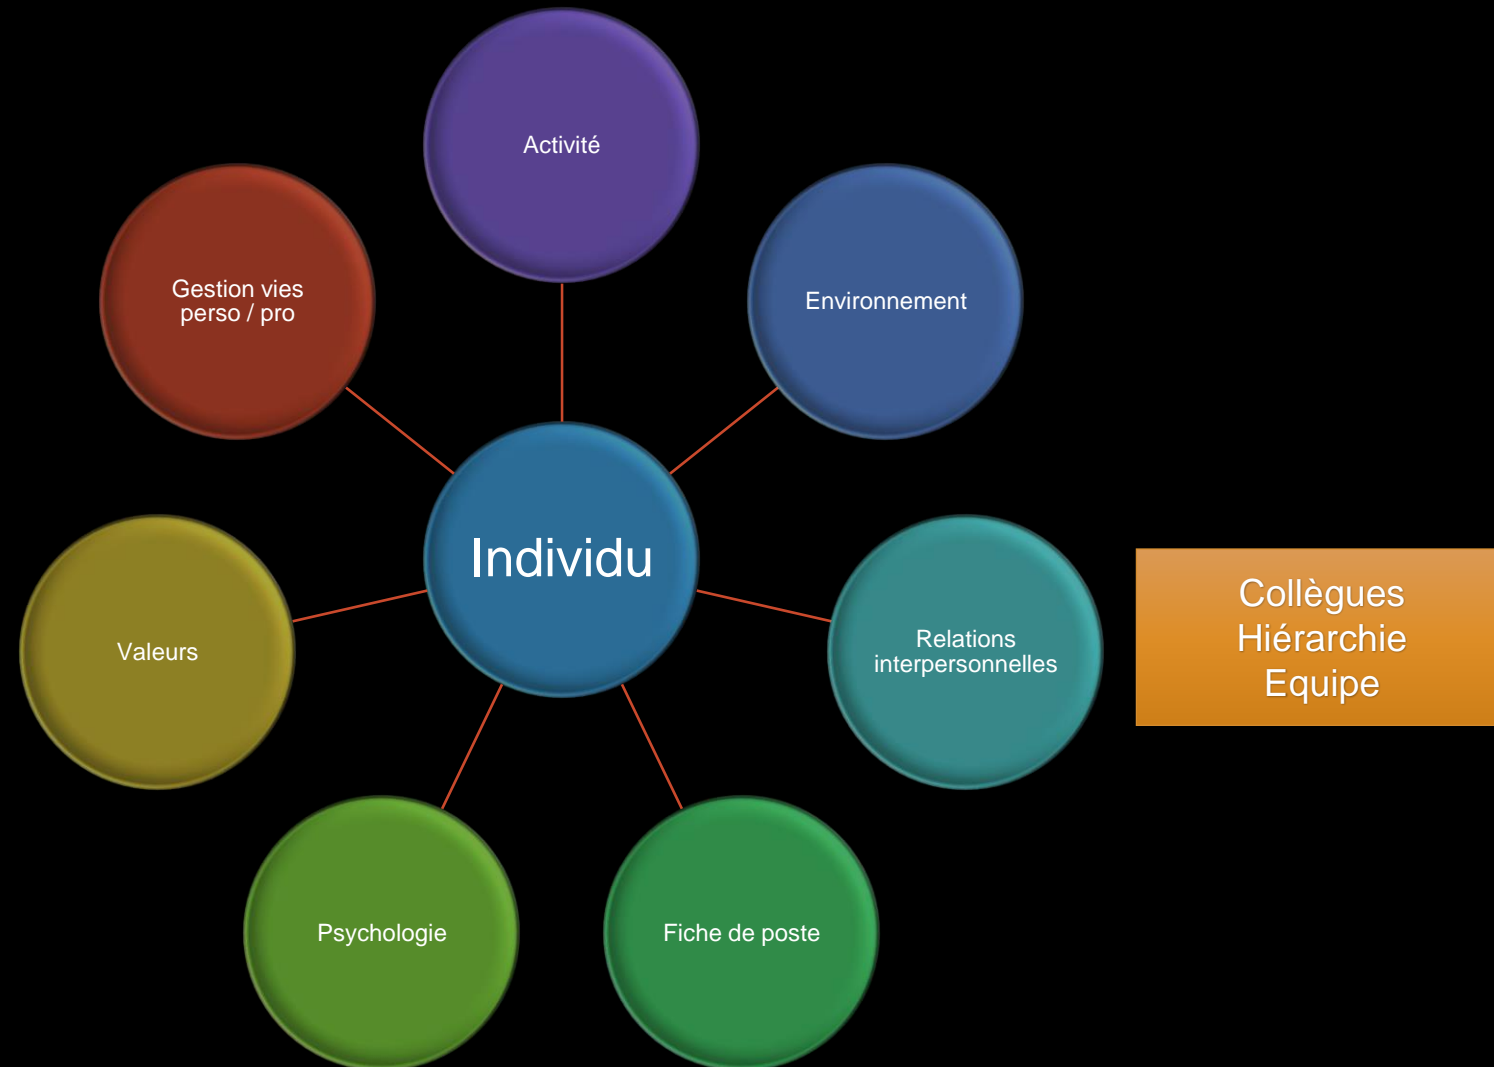 Activité
Gestion vies
perso / pro
Environnement
Individu
Valeurs
Relations
interpersonnelles
Collègues
Hiérarchie
Equipe
Psychologie
Fiche de poste